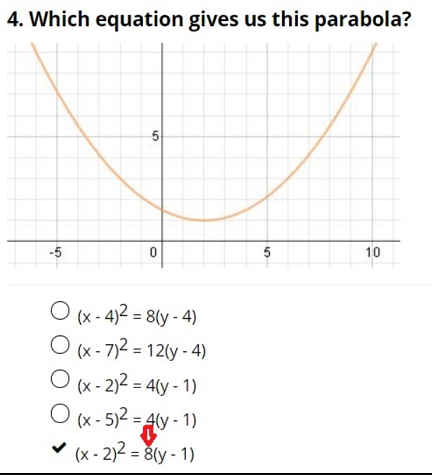 4. Which equation gives us this parabola?
5
-5 0 5 10
(x - 4)2 = 8(y - 4)
(x - 7)2 = 12(y - 4)
(x - 2)2 = 4(y - 1)
(x - 5)2 = 4(y - 1)
(x - 2)2 = 8(y - 1)